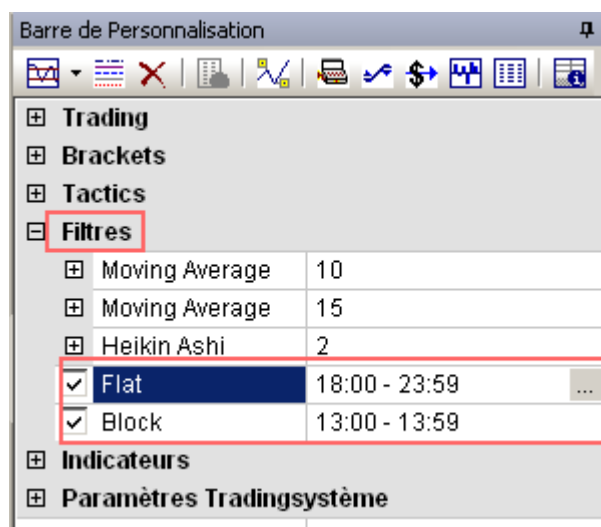 Barre de Personnalisation
Trading
Brackets
Tactics
Filtres
Moving Average 10
Moving Average 15
Heikin Ashi 2
Flat 18:00 - 23:59 ...
Block 13:00 - 13:59
Indicateurs
Paramètres Tradingsystème